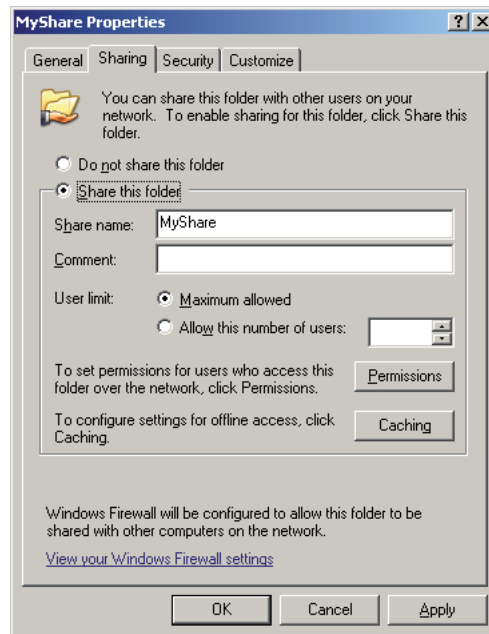 MyShare Properties ? X
General Sharing Security Customize
You can share this folder with other users on your
network. To enable sharing for this folder, click Share this
folder.
Do not share this folder
Share this folder
Share name: MyShare
Comment:
User limit: Maximum allowed
Allow this number of users:
To set permissions for users who access this
folder over the network, click Permissions.
Permissions
To configure settings for offline access, click
Caching.
Caching
Windows Firewall will be configured to allow this folder to be
shared with other computers on the network.
View your Windows Firewall settings
OK Cancel Apply